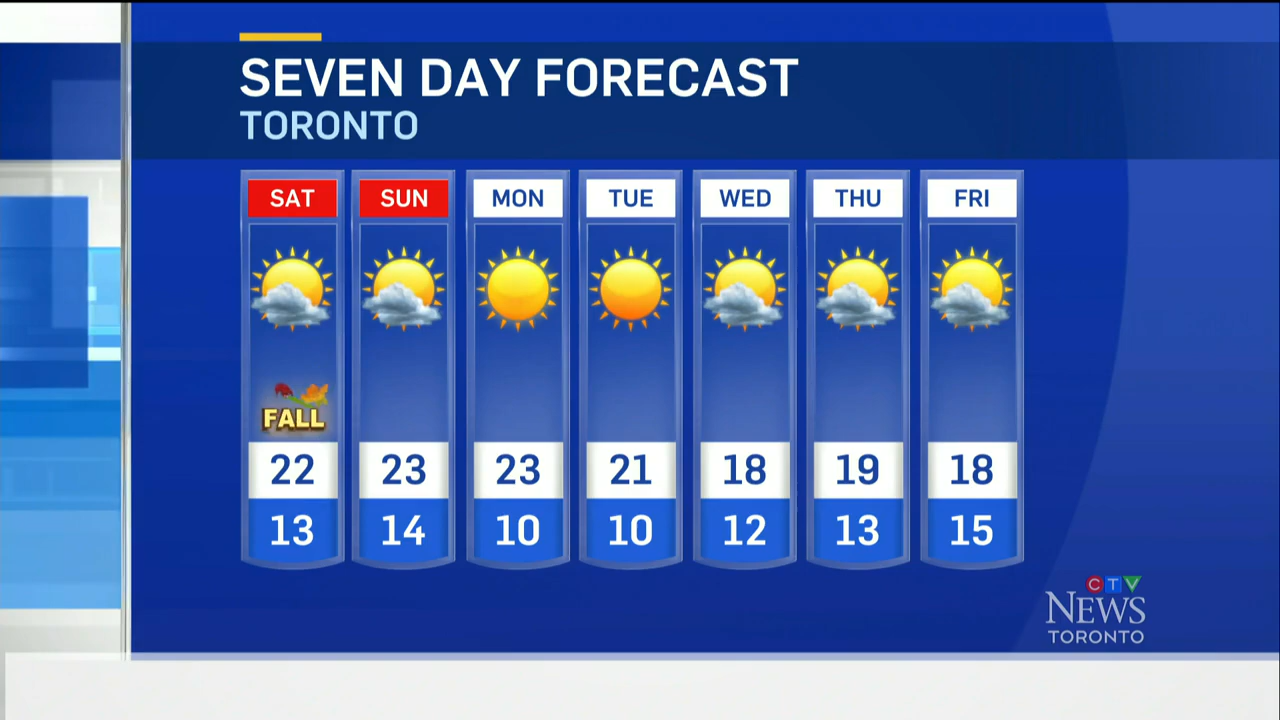 SEVEN DAY FORECAST
TORONTO
SAT SUN MON TUE WED THU FRI
FALL
22 23 23 21 18 19 18
13 14 10 10 12 13 15
CTV
NEWS
TORONTO